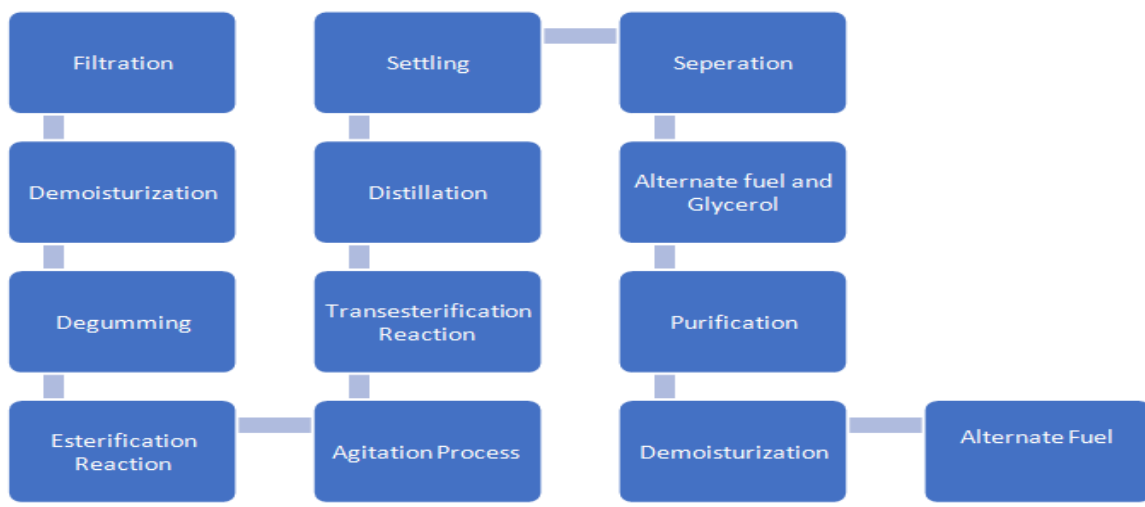 Filtration
Demoisturization
Degumming
Esterification
Reaction
Agitation Process
Transesterification
Reaction
Distillation
Settling
Seperation
Alternate fuel and
Glycerol
Purification
Demoisturization
Alternate Fuel